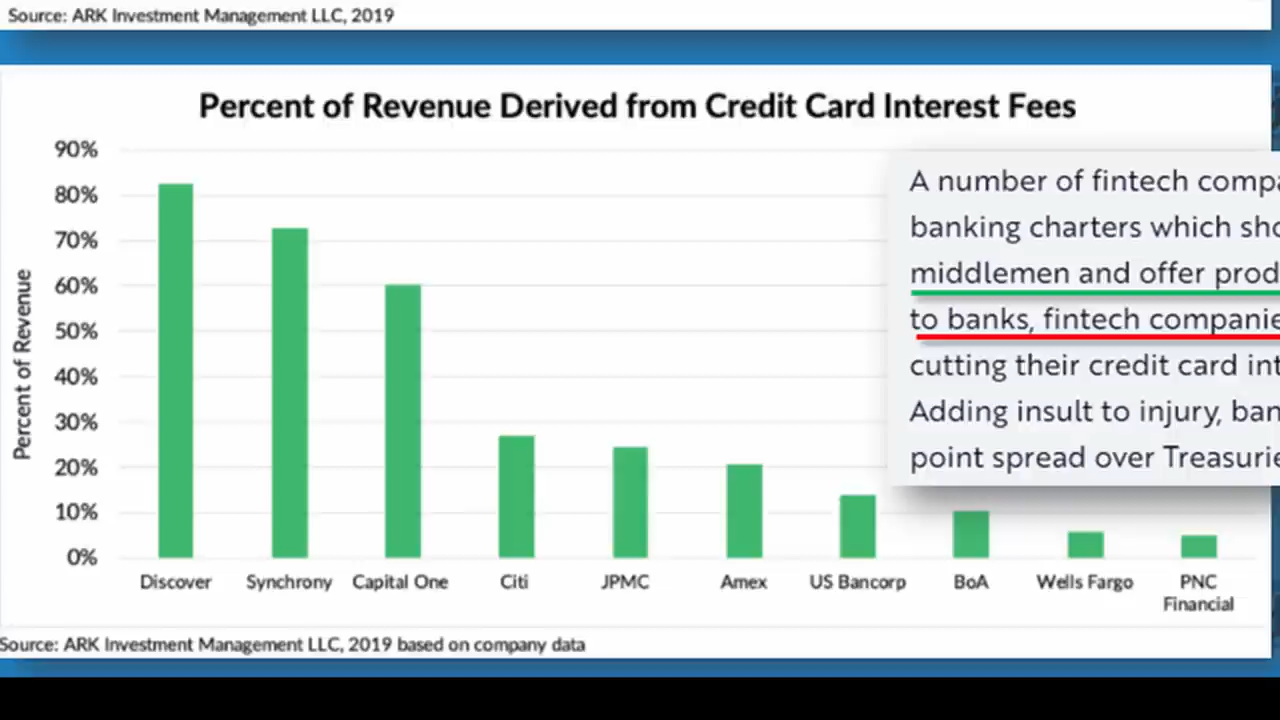 Source: ARK Investment Management LLC, 2019
Percent of Revenue Derived from Credit Card Interest Fees
90%
80%
70%
60%
50%
40%
30%
20%
10%
0%
Percent of Revenue
A number of fintech
banking charters which
middlemen and offer
to banks, fintech
cutting their credit card
Adding insult to injury,
point spread over
Discover Synchrony Capital One Citi JPMC Amex US Bancorp BoA Wells Fargo PNC
Financial
Source: ARK Investment Management LLC, 2019 based on company data